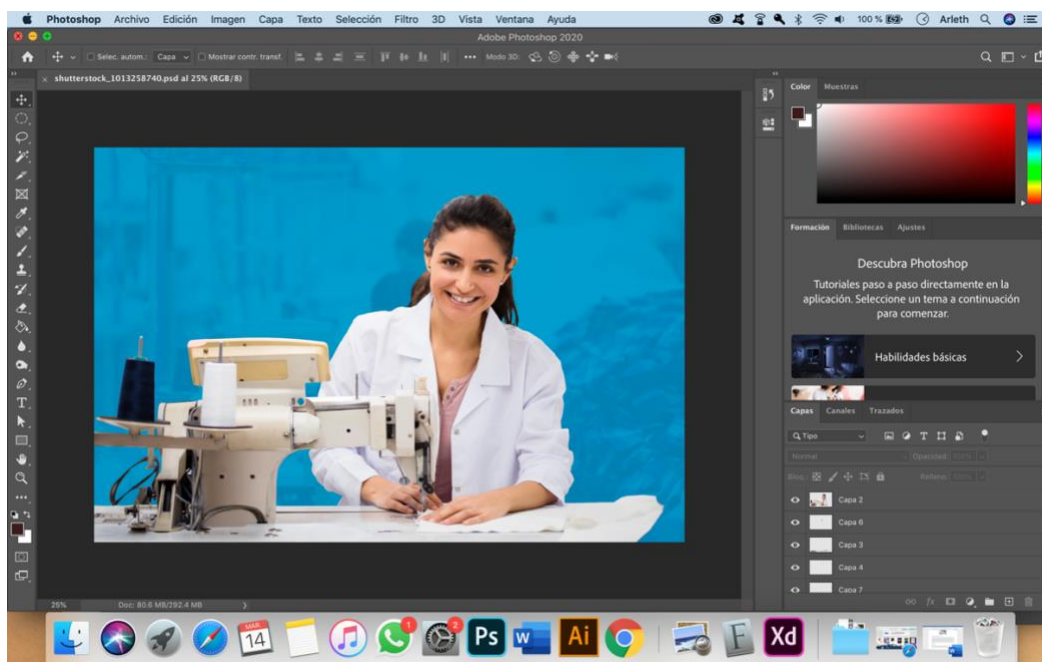 Photoshop Archivo Edición Imagen Capa Texto Selección Filtro 3D Vista Ventana Ayuda 100 % Arleth
Adobe Photoshop 2020
Selec. autom.: Capa Mostrar contr. transf. Modo 3D:
× shutterstock_1013258740.psd al 25% (RGB/8)
Color Muestras
Formación Bibliotecas Ajustes
Descubra Photoshop
Tutoriales paso a paso directamente en la
aplicación. Seleccione un tema a continuación
para comenzar.
Habilidades básicas
Capas Canales Trazados
Tipo
Normal Opacidad: 100%
Bloq.: Relleno: 100%
Capa 2
Capa 6
Capa 3
Capa 4
Capa 7
25% Doc: 80.6 MB/292.4 MB
14
1
2
Ps
W
Ai
F
Xd